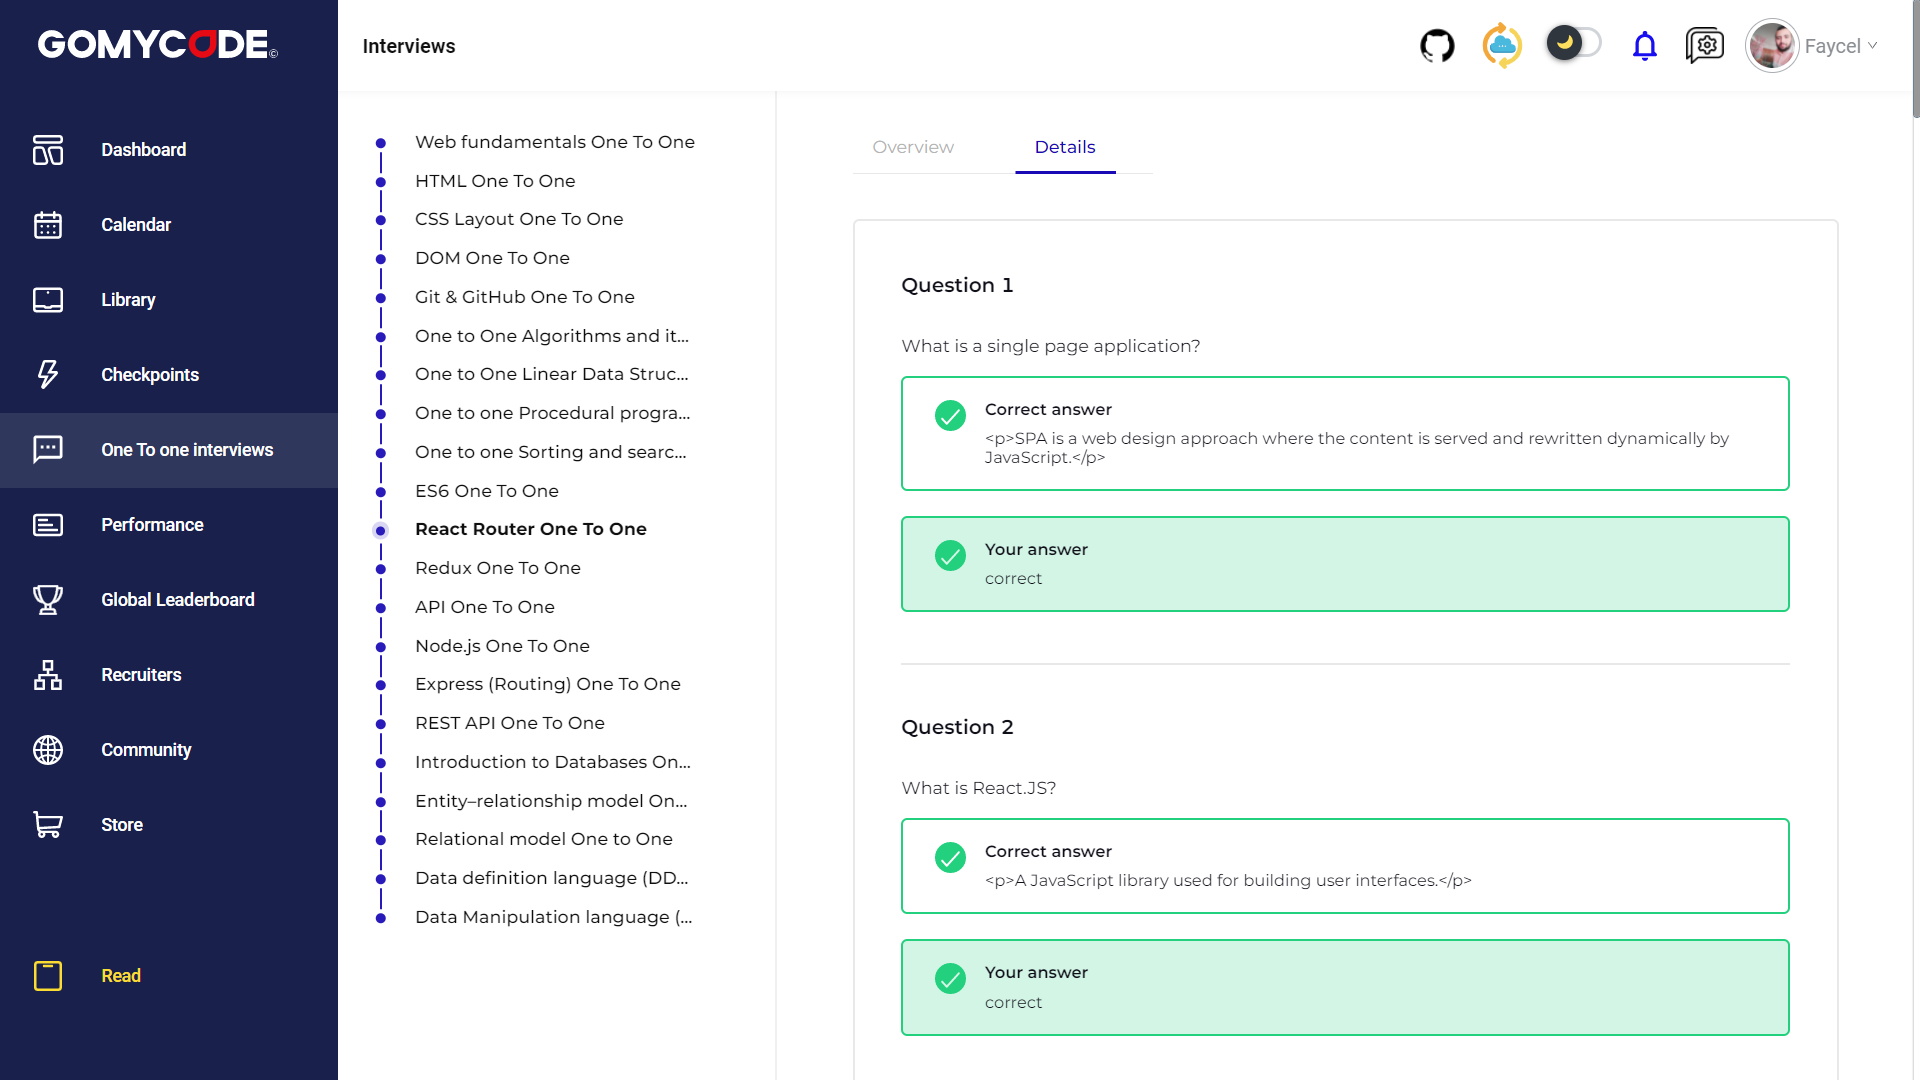 GOMYCODE©
Dashboard
Calendar
Library
Checkpoints
One To one interviews
Performance
Global Leaderboard
Recruiters
Community
Store
Read
Interviews
Faycel
Web fundamentals One To One
HTML One To One
CSS Layout One To One
DOM One To One
Git & GitHub One To One
One to One Algorithms and it...
One to One Linear Data Struc...
One to one Procedural progra...
One to one Sorting and searc...
ES6 One To One
React Router One To One
Redux One To One
API One To One
Node.js One To One
Express (Routing) One To One
REST API One To One
Introduction to Databases On...
Entity–relationship model On...
Relational model One to One
Data definition language (DD...
Data Manipulation language (...
Overview
Details
Question 1
What is a single page application?
Correct answer
<p>SPA is a web design approach where the content is served and rewritten dynamically by
JavaScript.</p>
Your answer
correct
Question 2
What is React.JS?
Correct answer
<p>A JavaScript library used for building user interfaces.</p>
Your answer
correct